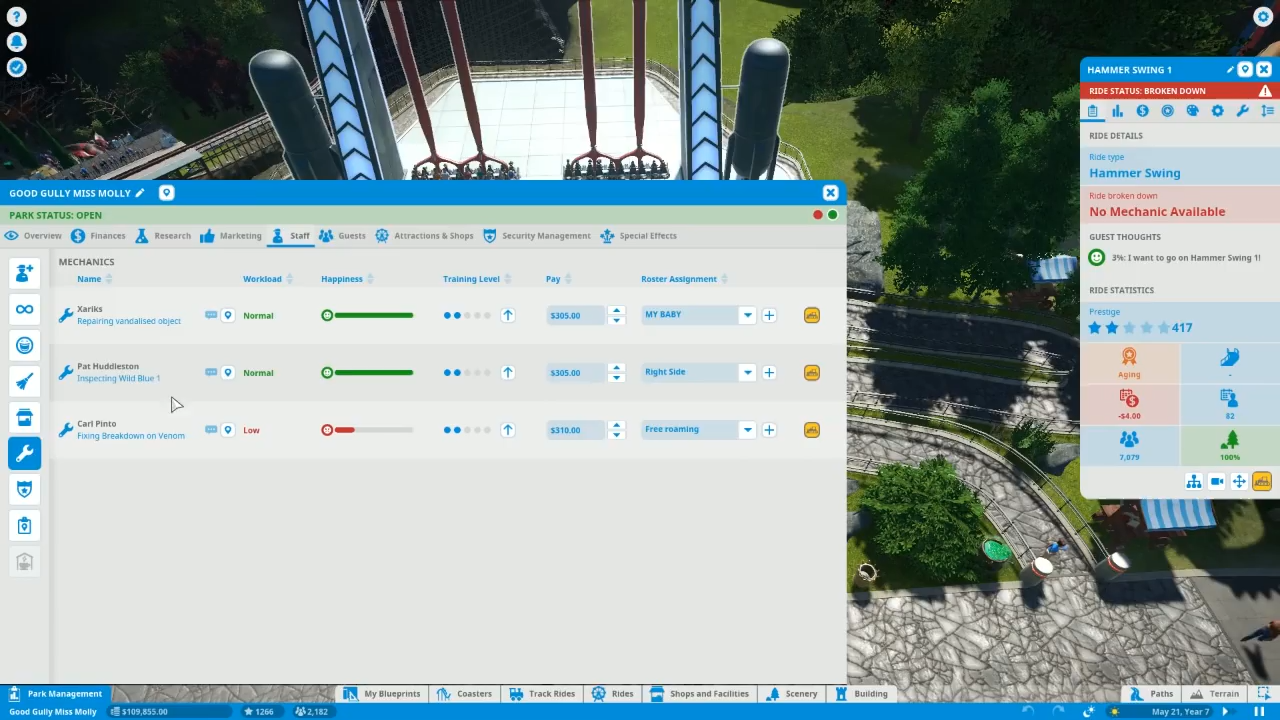 HAMMER SWING 1
RIDE STATUS: BROKEN DOWN
RIDE DETAILS
Ride type
Hammer Swing
Ride broken down
No Mechanic Available
GUEST THOUGHTS
3%: I want to go on Hammer Swing 1!
RIDE STATISTICS
Prestige
417
Aging
-
-$4.00
82
7,079
100%
GOOD GULLY MISS MOLLY
PARK STATUS: OPEN
Overview Finances Research Marketing Staff Guests Attractions & Shops Security Management Special Effects
MECHANICS
Name Workload Happiness Training Level Pay Roster Assignment
Xariks
Repairing vandalised object
Normal $305.00 MY BABY
Pat Huddleston
Inspecting Wild Blue 1
Normal $305.00 Right Side
Carl Pinto
Fixing Breakdown on Venom
Low $310.00 Free roaming
Park Management My Blueprints Coasters Track Rides Rides Shops and Facilities Scenery Building Paths Terrain
Good Gully Miss Molly $109,855.00 1266 2,182 May 21, Year 7